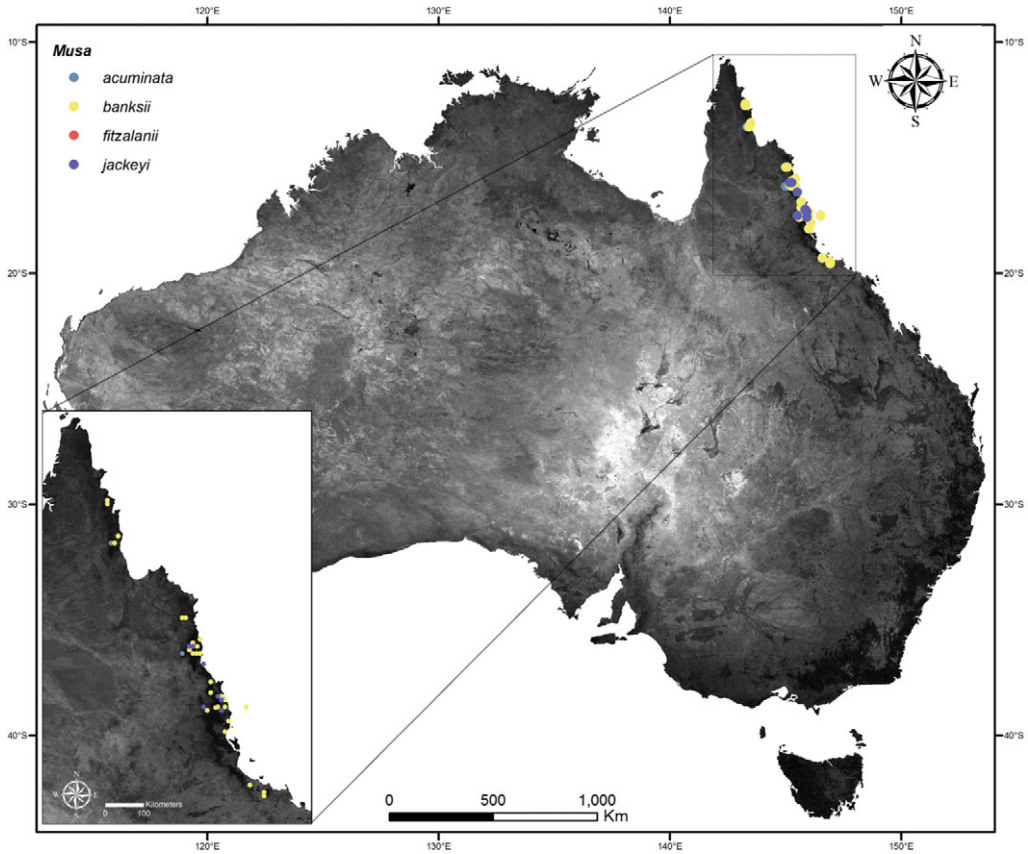 120°E 130°E 140°E 150°E
10°S 10°S
Musa
acuminata
banksii
fitzalanii
jackeyi
N
W E
S
20°S 20°S
30°S 30°S
40°S 40°S
N
W E
S
Kilometers
0 100
0 500 1,000
Km
120°E 130°E 140°E 150°E